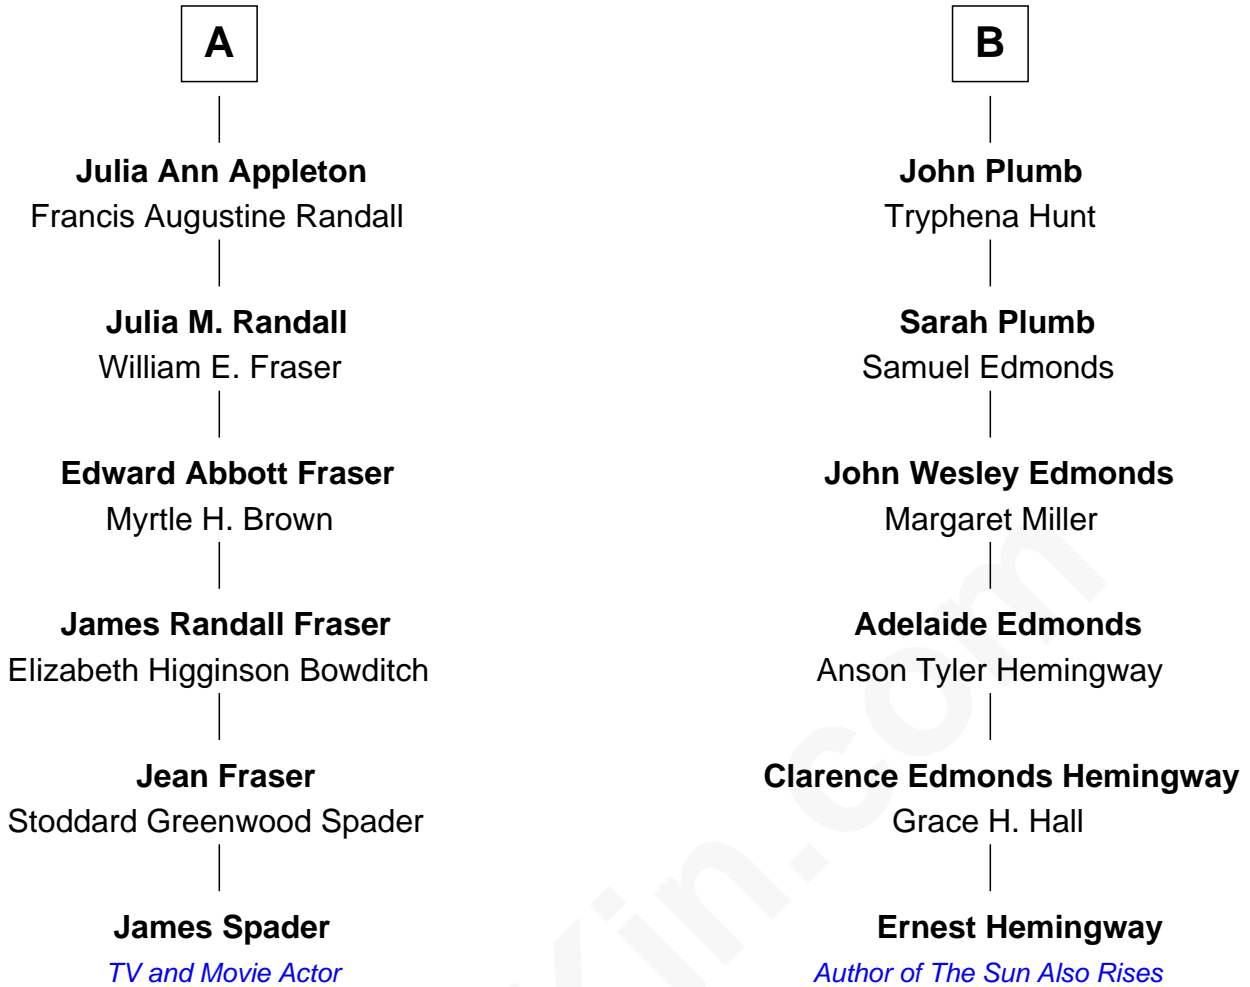 A
Julia Ann Appleton
Francis Augustine Randall
Julia M. Randall
William E. Fraser
Edward Abbott Fraser
Myrtle H. Brown
James Randall Fraser
Elizabeth Higginson Bowditch
Jean Fraser
Stoddard Greenwood Spader
James Spader
TV and Movie Actor
B
John Plumb
Tryphena Hunt
Sarah Plumb
Samuel Edmonds
John Wesley Edmonds
Margaret Miller
Adelaide Edmonds
Anson Tyler Hemingway
Clarence Edmonds Hemingway
Grace H. Hall
Ernest Hemingway
Author of The Sun Also Rises
Kin.com